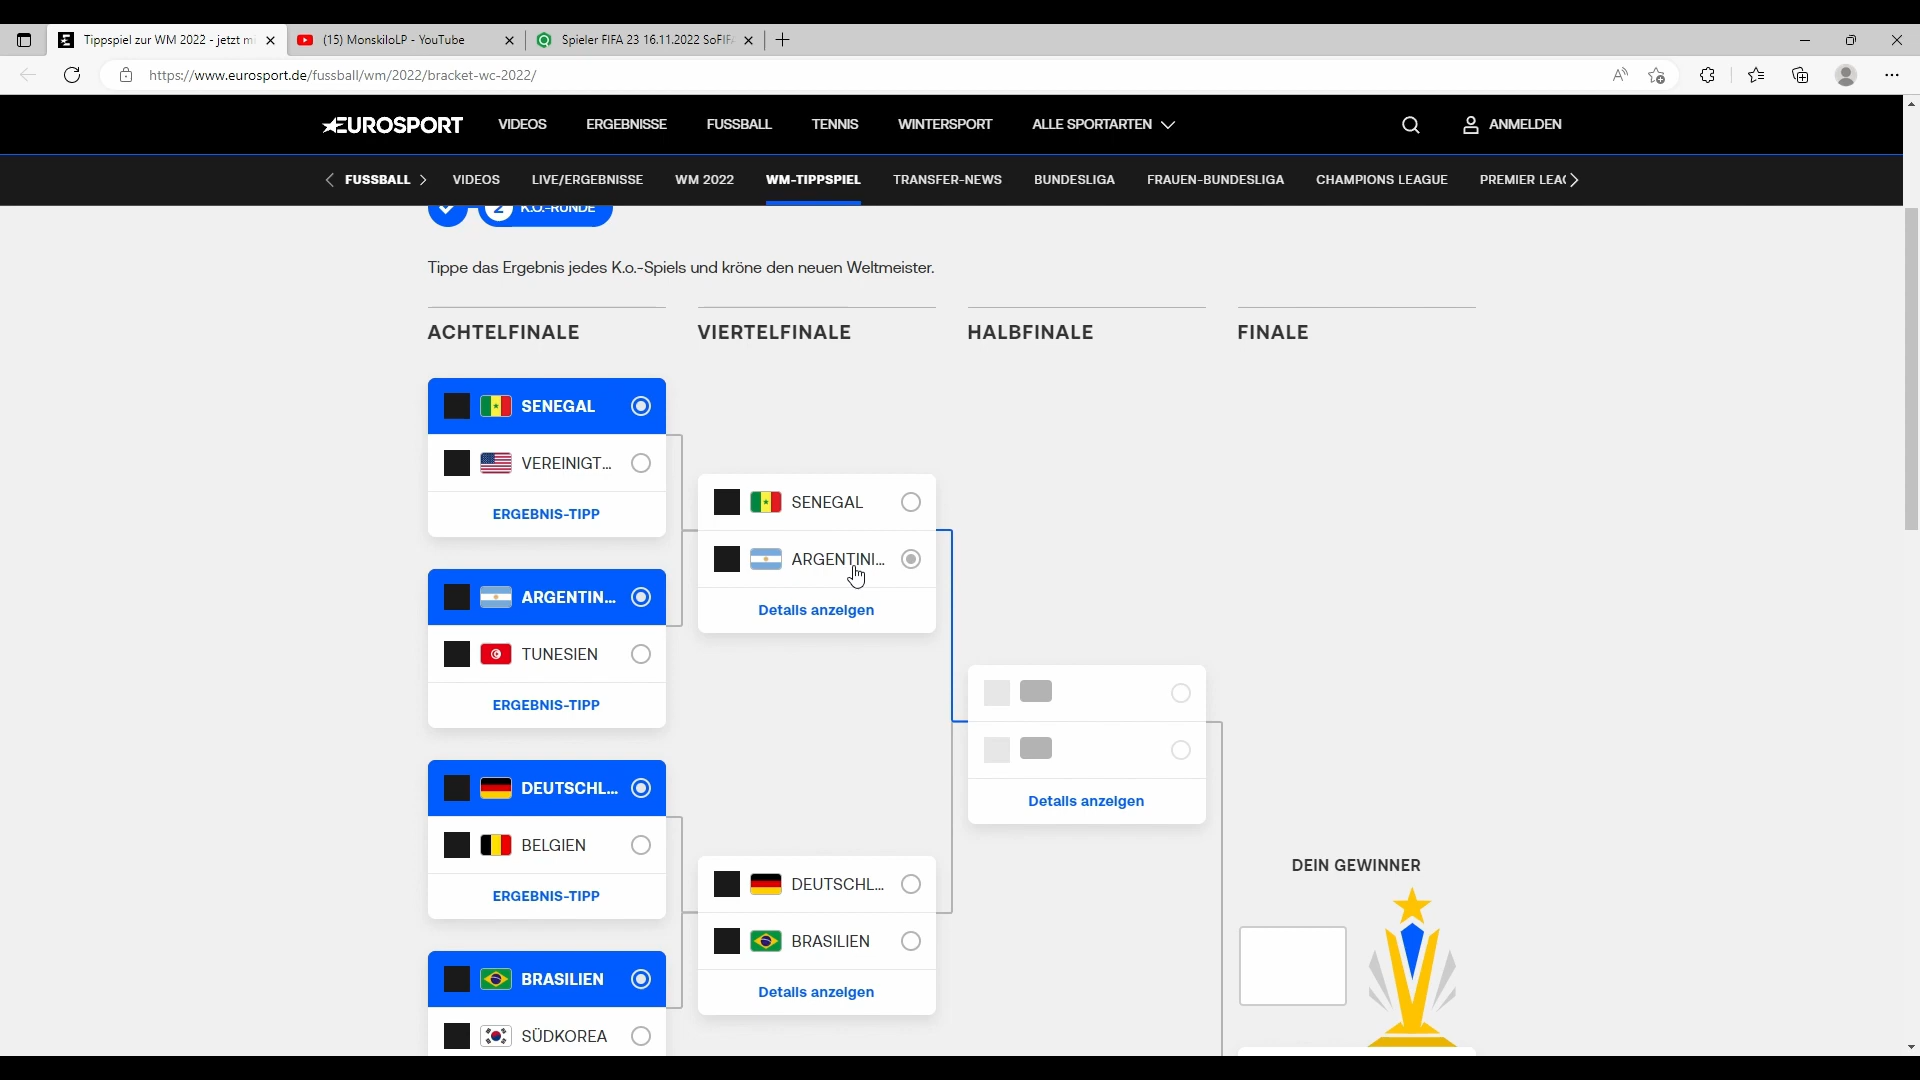 Tippspiel zur WM 2022 - jetzt mi
(15) MonskiloLP - YouTube
Spieler FIFA 23 16.11.2022 SoFIF
https://www.eurosport.de/fussball/wm/2022/bracket-wc-2022/
EUROSPORT VIDEOS ERGEBNISSE FUSSBALL TENNIS WINTERSPORT ALLE SPORTARTEN ANMELDEN
FUSSBALL VIDEOS LIVE/ERGEBNISSE WM 2022 WM-TIPPSPIEL TRANSFER-NEWS BUNDESLIGA FRAUEN-BUNDESLIGA CHAMPIONS LEAGUE PREMIER LEAG
2 K.O.-RUNDE
Tippe das Ergebnis jedes K.o.-Spiels und kröne den neuen Weltmeister.
ACHTELFINALE
VIERTELFINALE
HALBFINALE
FINALE
SENEGAL
VEREINIGT...
ERGEBNIS-TIPP
SENEGAL
ARGENTINI...
Details anzeigen
ARGENTIN...
TUNESIEN
ERGEBNIS-TIPP
Details anzeigen
DEUTSCHL...
BELGIEN
ERGEBNIS-TIPP
DEUTSCHL...
BRASILIEN
Details anzeigen
DEIN GEWINNER
BRASILIEN
SÜDKOREA